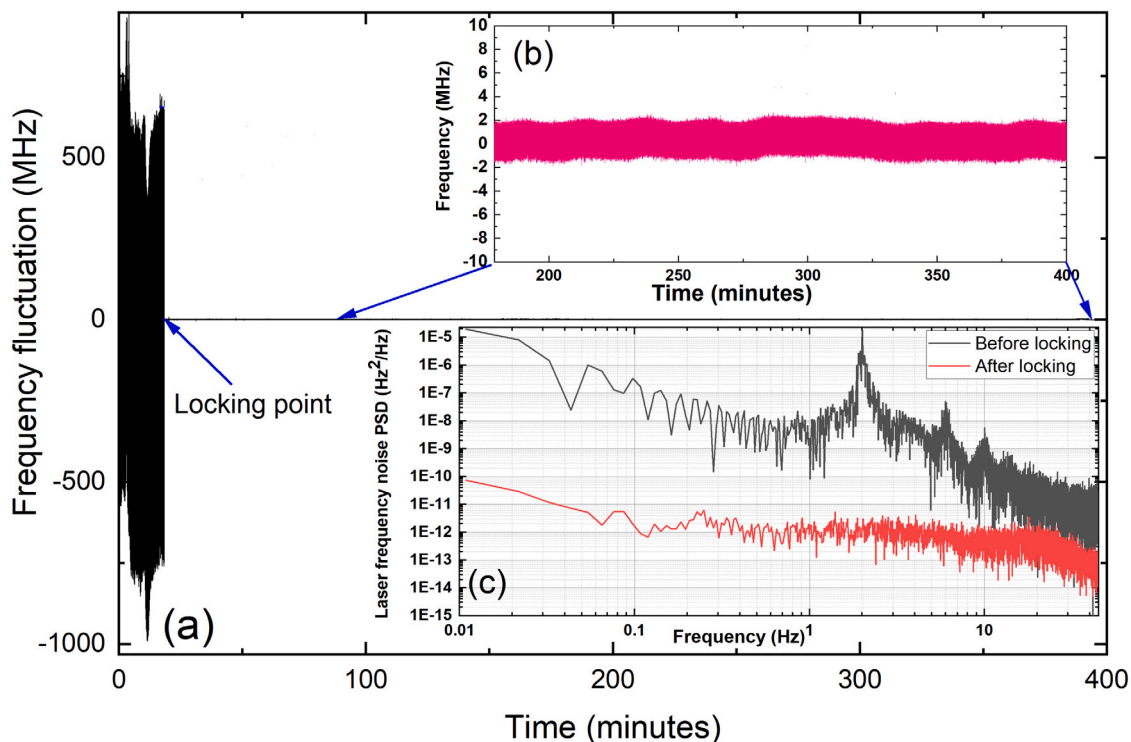 (b)
10
8
6
4
2
0
-2
-4
-6
-8
-10
Frequency (MHz)
200
250
300
350
400
Time (minutes)
500
0
-500
-1000
Frequency fluctuation (MHz)
Locking point
(a)
Before locking
After locking
1E-5
1E-6
1E-7
1E-8
1E-9
1E-10
1E-11
1E-12
1E-13
1E-14
1E-15
Laser frequency noise PSD (Hz²/Hz)
(c)
0.01
0.1
1
10
Frequency (Hz)
0
100
200
300
400
Time (minutes)